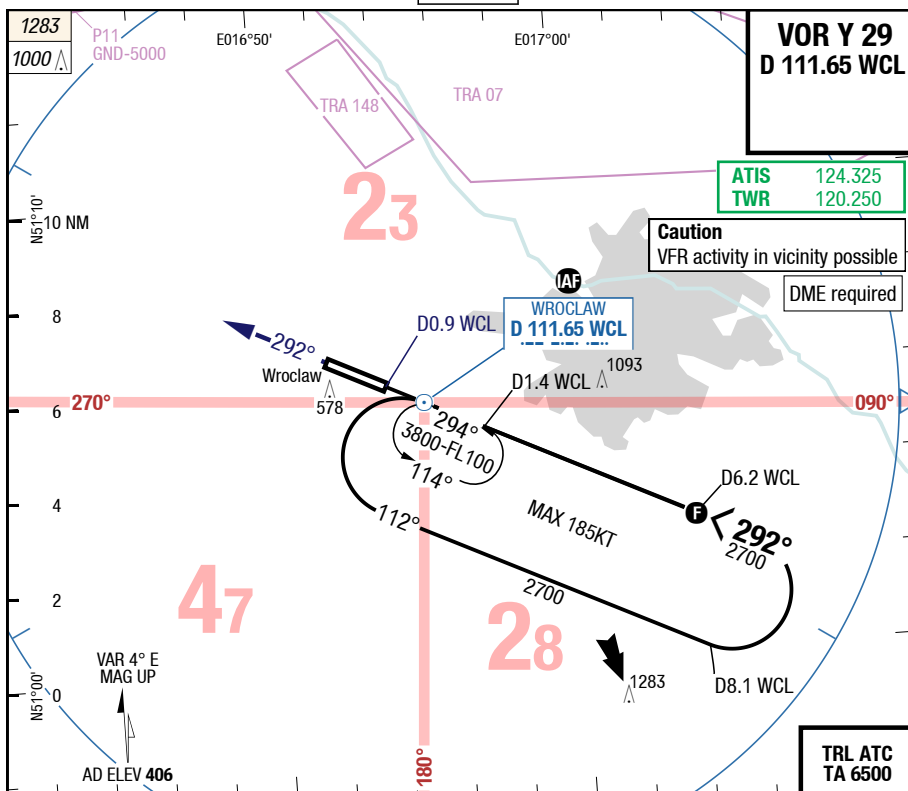 1283
1000
P11
GND-5000
E016°50'
E017°00'
VOR Y 29
D 111.65 WCL
TRA 148
TRA 07
ATIS 124.325
TWR 120.250
23
N51°10'
10 NM
Caution
VFR activity in vicinity possible
IAF
DME required
WROCLAW
D 111.65 WCL
8
D0.9 WCL
292°
Wroclaw
578
D1.4 WCL
1093
270°
090°
6
294°
3800-FL100
114°
D6.2 WCL
4
MAX 185KT
F
292°
2700
112°
2700
47
28
2
VAR 4° E
MAG UP
1283
D8.1 WCL
N51°00'
0
180°
AD ELEV 406
TRL ATC
TA 6500